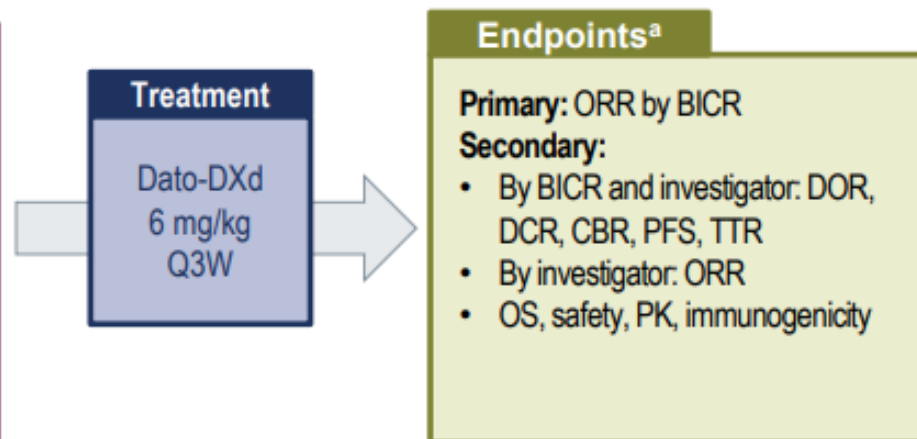 Treatment
Dato-DXd
6 mg/kg
Q3W
Endpointsᵃ
Primary: ORR by BICR
Secondary:
• By BICR and investigator: DOR,
DCR, CBR, PFS, TTR
• By investigator: ORR
• OS, safety, PK, immunogenicity